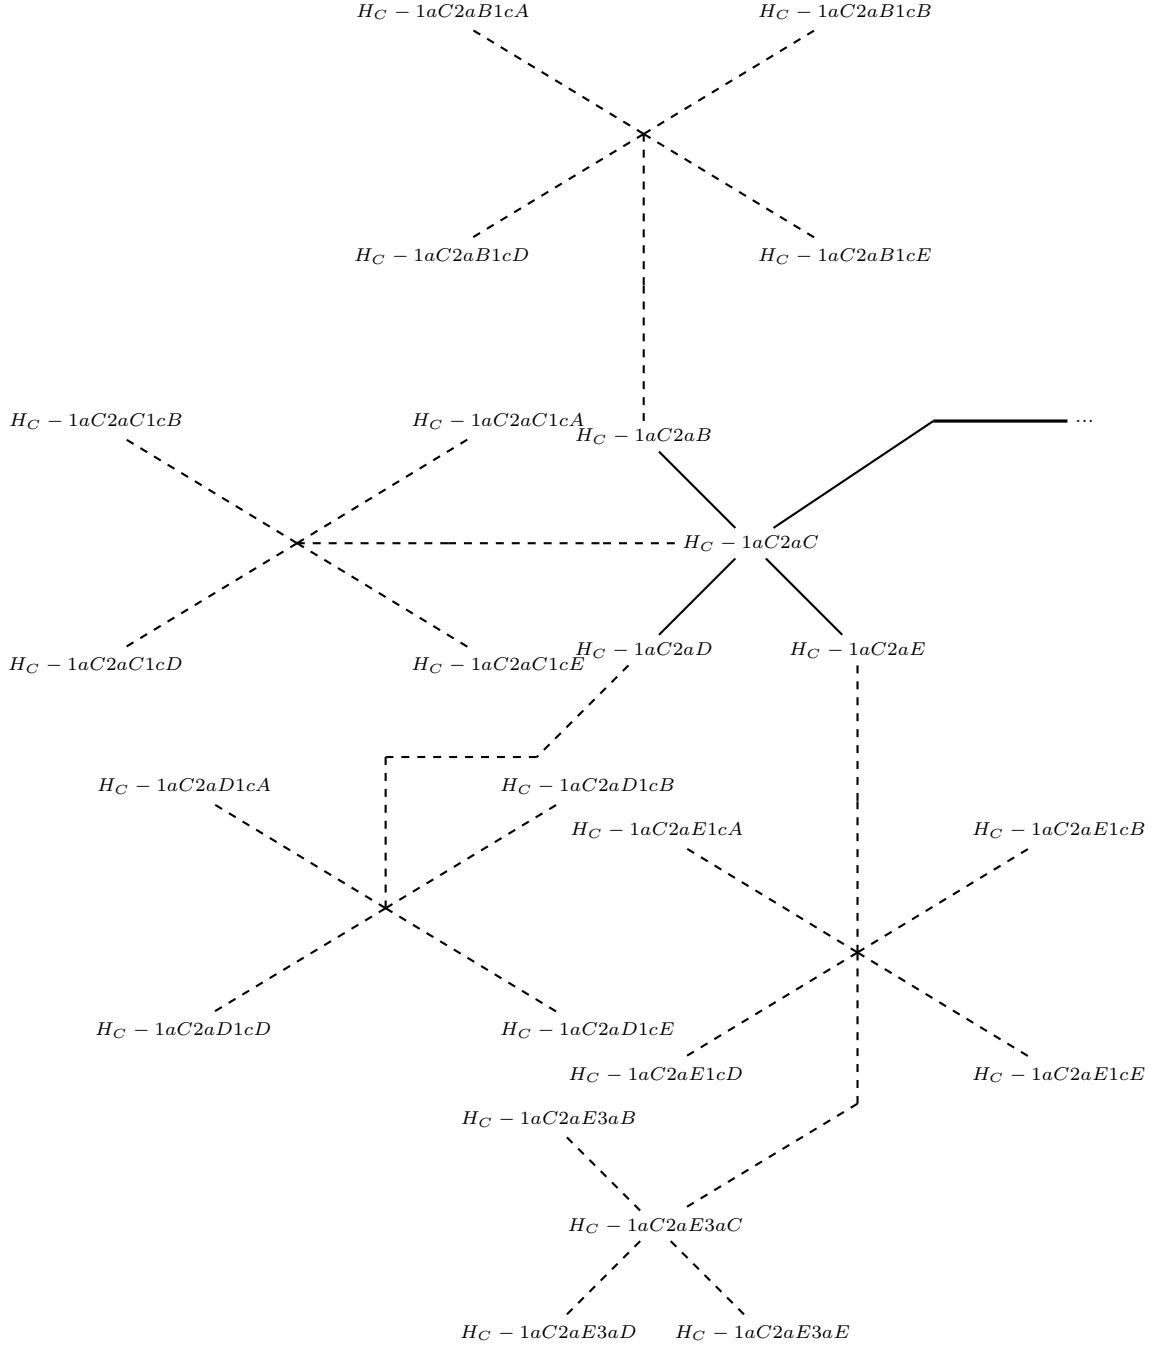 H_C − 1aC2aB1cA
H_C − 1aC2aB1cB
H_C − 1aC2aB1cD
H_C − 1aC2aB1cE
H_C − 1aC2aC1cB
H_C − 1aC2aC1cA
H_C − 1aC2aB
...
H_C − 1aC2aC
H_C − 1aC2aC1cD
H_C − 1aC2aC1cE
H_C − 1aC2aD
H_C − 1aC2aE
H_C − 1aC2aD1cA
H_C − 1aC2aD1cB
H_C − 1aC2aE1cA
H_C − 1aC2aE1cB
H_C − 1aC2aD1cD
H_C − 1aC2aD1cE
H_C − 1aC2aE1cD
H_C − 1aC2aE1cE
H_C − 1aC2aE3aB
H_C − 1aC2aE3aC
H_C − 1aC2aE3aD
H_C − 1aC2aE3aE